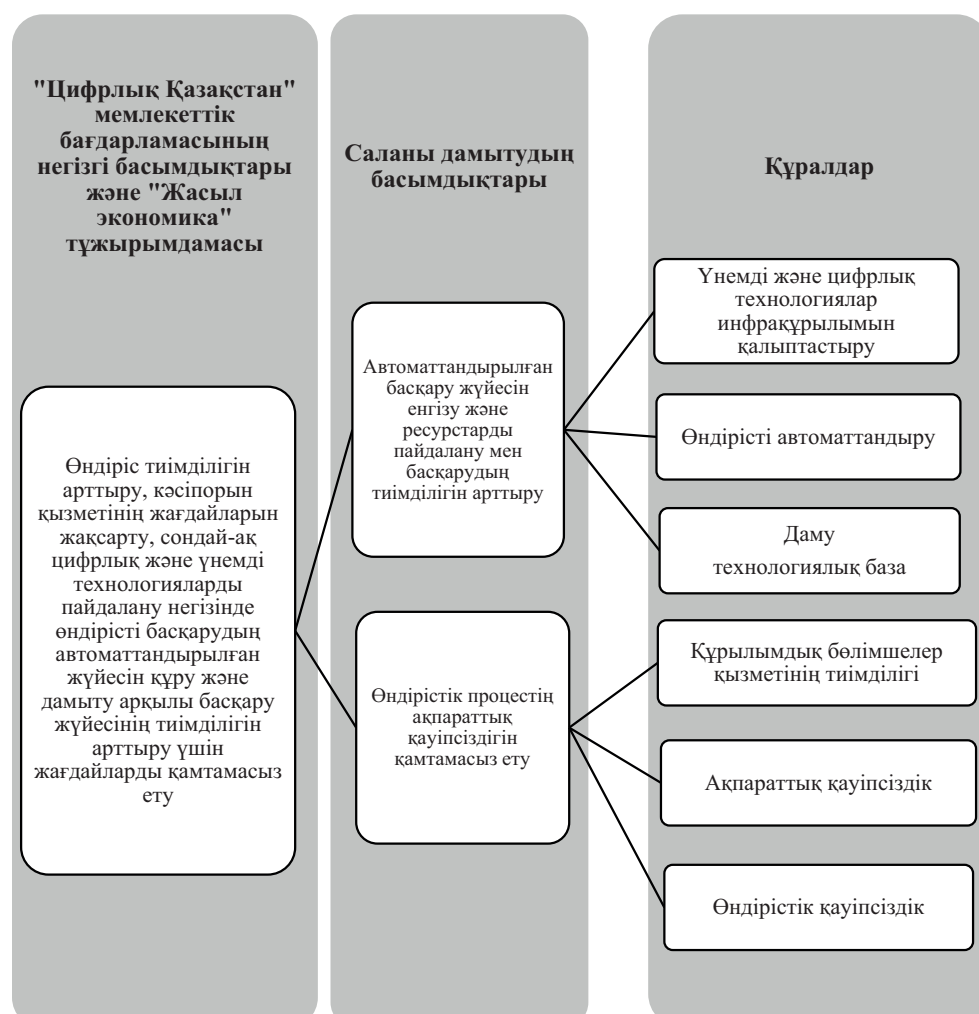 "Цифрлық Қазақстан"
мемлекеттік
бағдарламасының
негізгі басымдықтары
және "Жасыл
экономика"
тұжырымдамасы
Өндіріс тиімділігін
арттыру, кәсіпорын
қызметінің жағдайларын
жақсарту, сондай-ақ
цифрлық және үнемді
технологияларды
пайдалану негізінде
өндірісті басқарудың
автоматтандырылған
жүйесін құру және
дамыту арқылы басқару
жүйесінің тиімділігін
арттыру үшін
жағдайларды қамтамасыз
ету
Саланы дамытудың
басымдықтары
Автоматтандырылған
басқару жүйесін
енгізу және
ресурстарды
пайдалану мен
басқарудың
тиімділігін арттыру
Өндірістік процестің
ақпараттық
қауіпсіздігін
қамтамасыз ету
Құралдар
Үнемді және цифрлық
технологиялар
инфрақұрылымын
қалыптастыру
Өндірісті автоматтандыру
Даму
технологиялық база
Құрылымдық бөлімшелер
қызметінің тиімділігі
Ақпараттық қауіпсіздік
Өндірістік қауіпсіздік